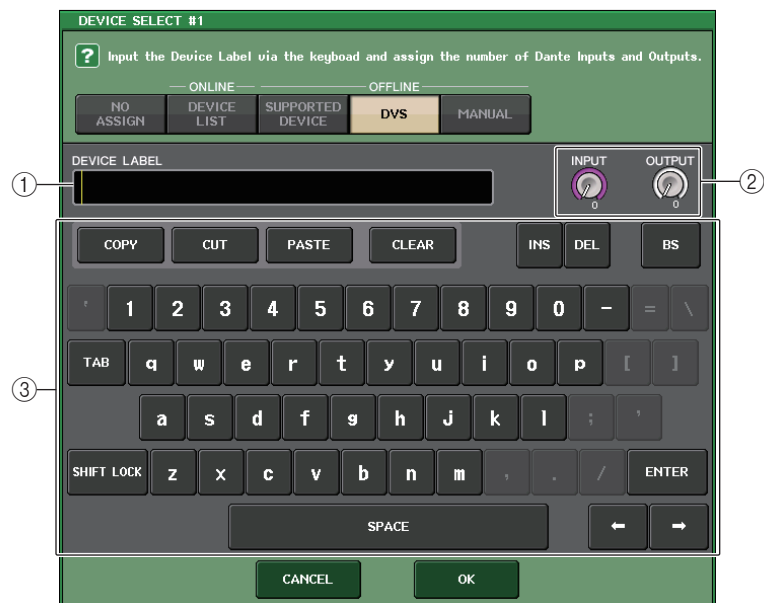 DEVICE SELECT #1
? Input the Device Label via the keyboad and assign the number of Dante Inputs and Outputs.
ONLINE OFFLINE
NO ASSIGN DEVICE LIST SUPPORTED DEVICE DVS MANUAL
DEVICE LABEL INPUT OUTPUT
① ②
0 0
COPY CUT PASTE CLEAR INS DEL BS
' 1 2 3 4 5 6 7 8 9 0 - = \
TAB q w e r t y u i o p [ ]
③
a s d f g h j k l ; '
SHIFT LOCK z x c v b n m , . / ENTER
SPACE ← →
CANCEL OK